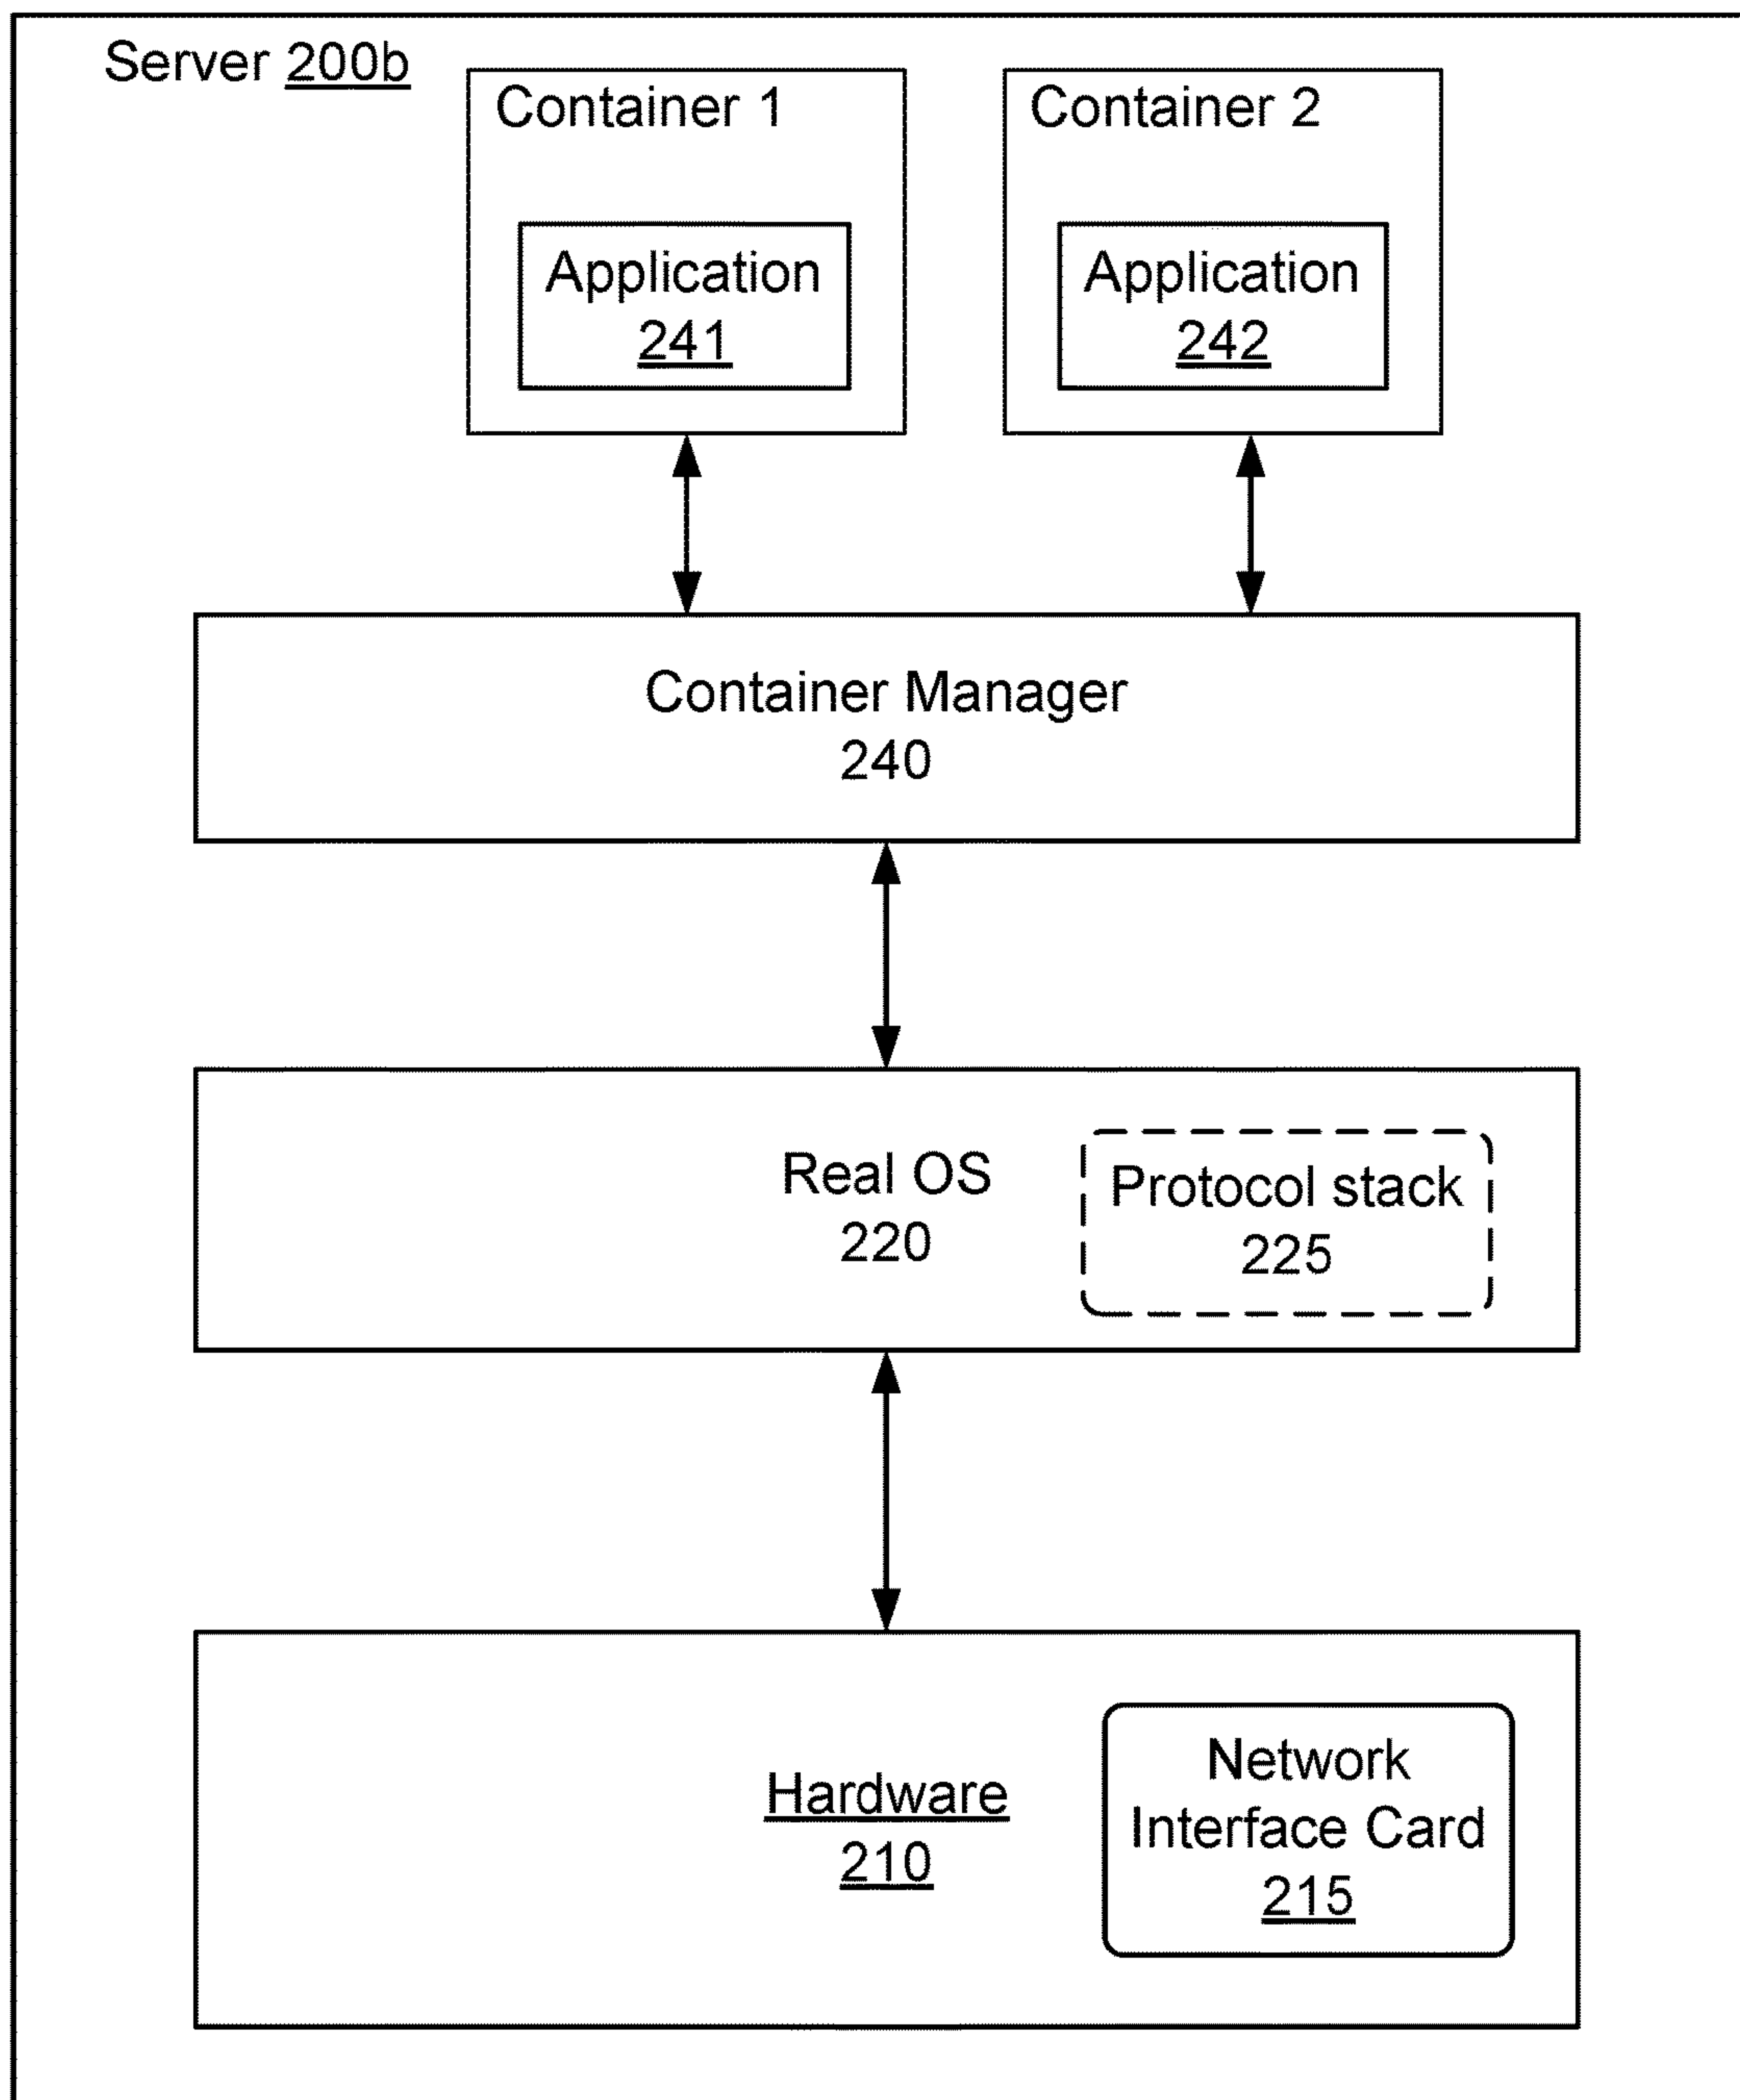 Server 200b
Container 1
Application
241
Container 2
Application
242
Container Manager
240
Real OS
220
Protocol stack
225
Hardware
210
Network
Interface Card
215